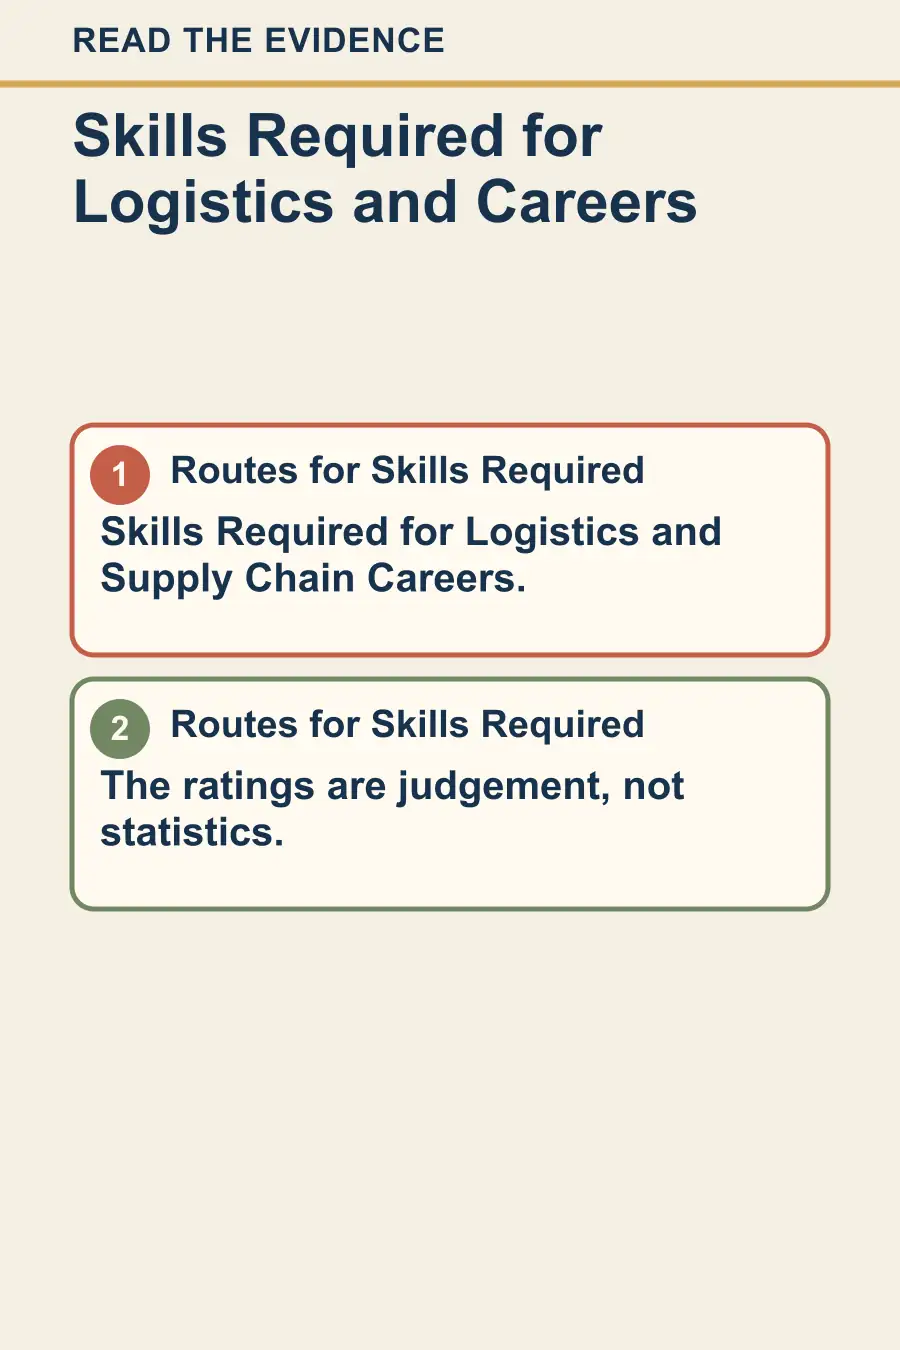 READ THE EVIDENCE
Skills Required for
Logistics and Careers
1 Routes for Skills Required
Skills Required for Logistics and
Supply Chain Careers.
2 Routes for Skills Required
The ratings are judgement, not
statistics.